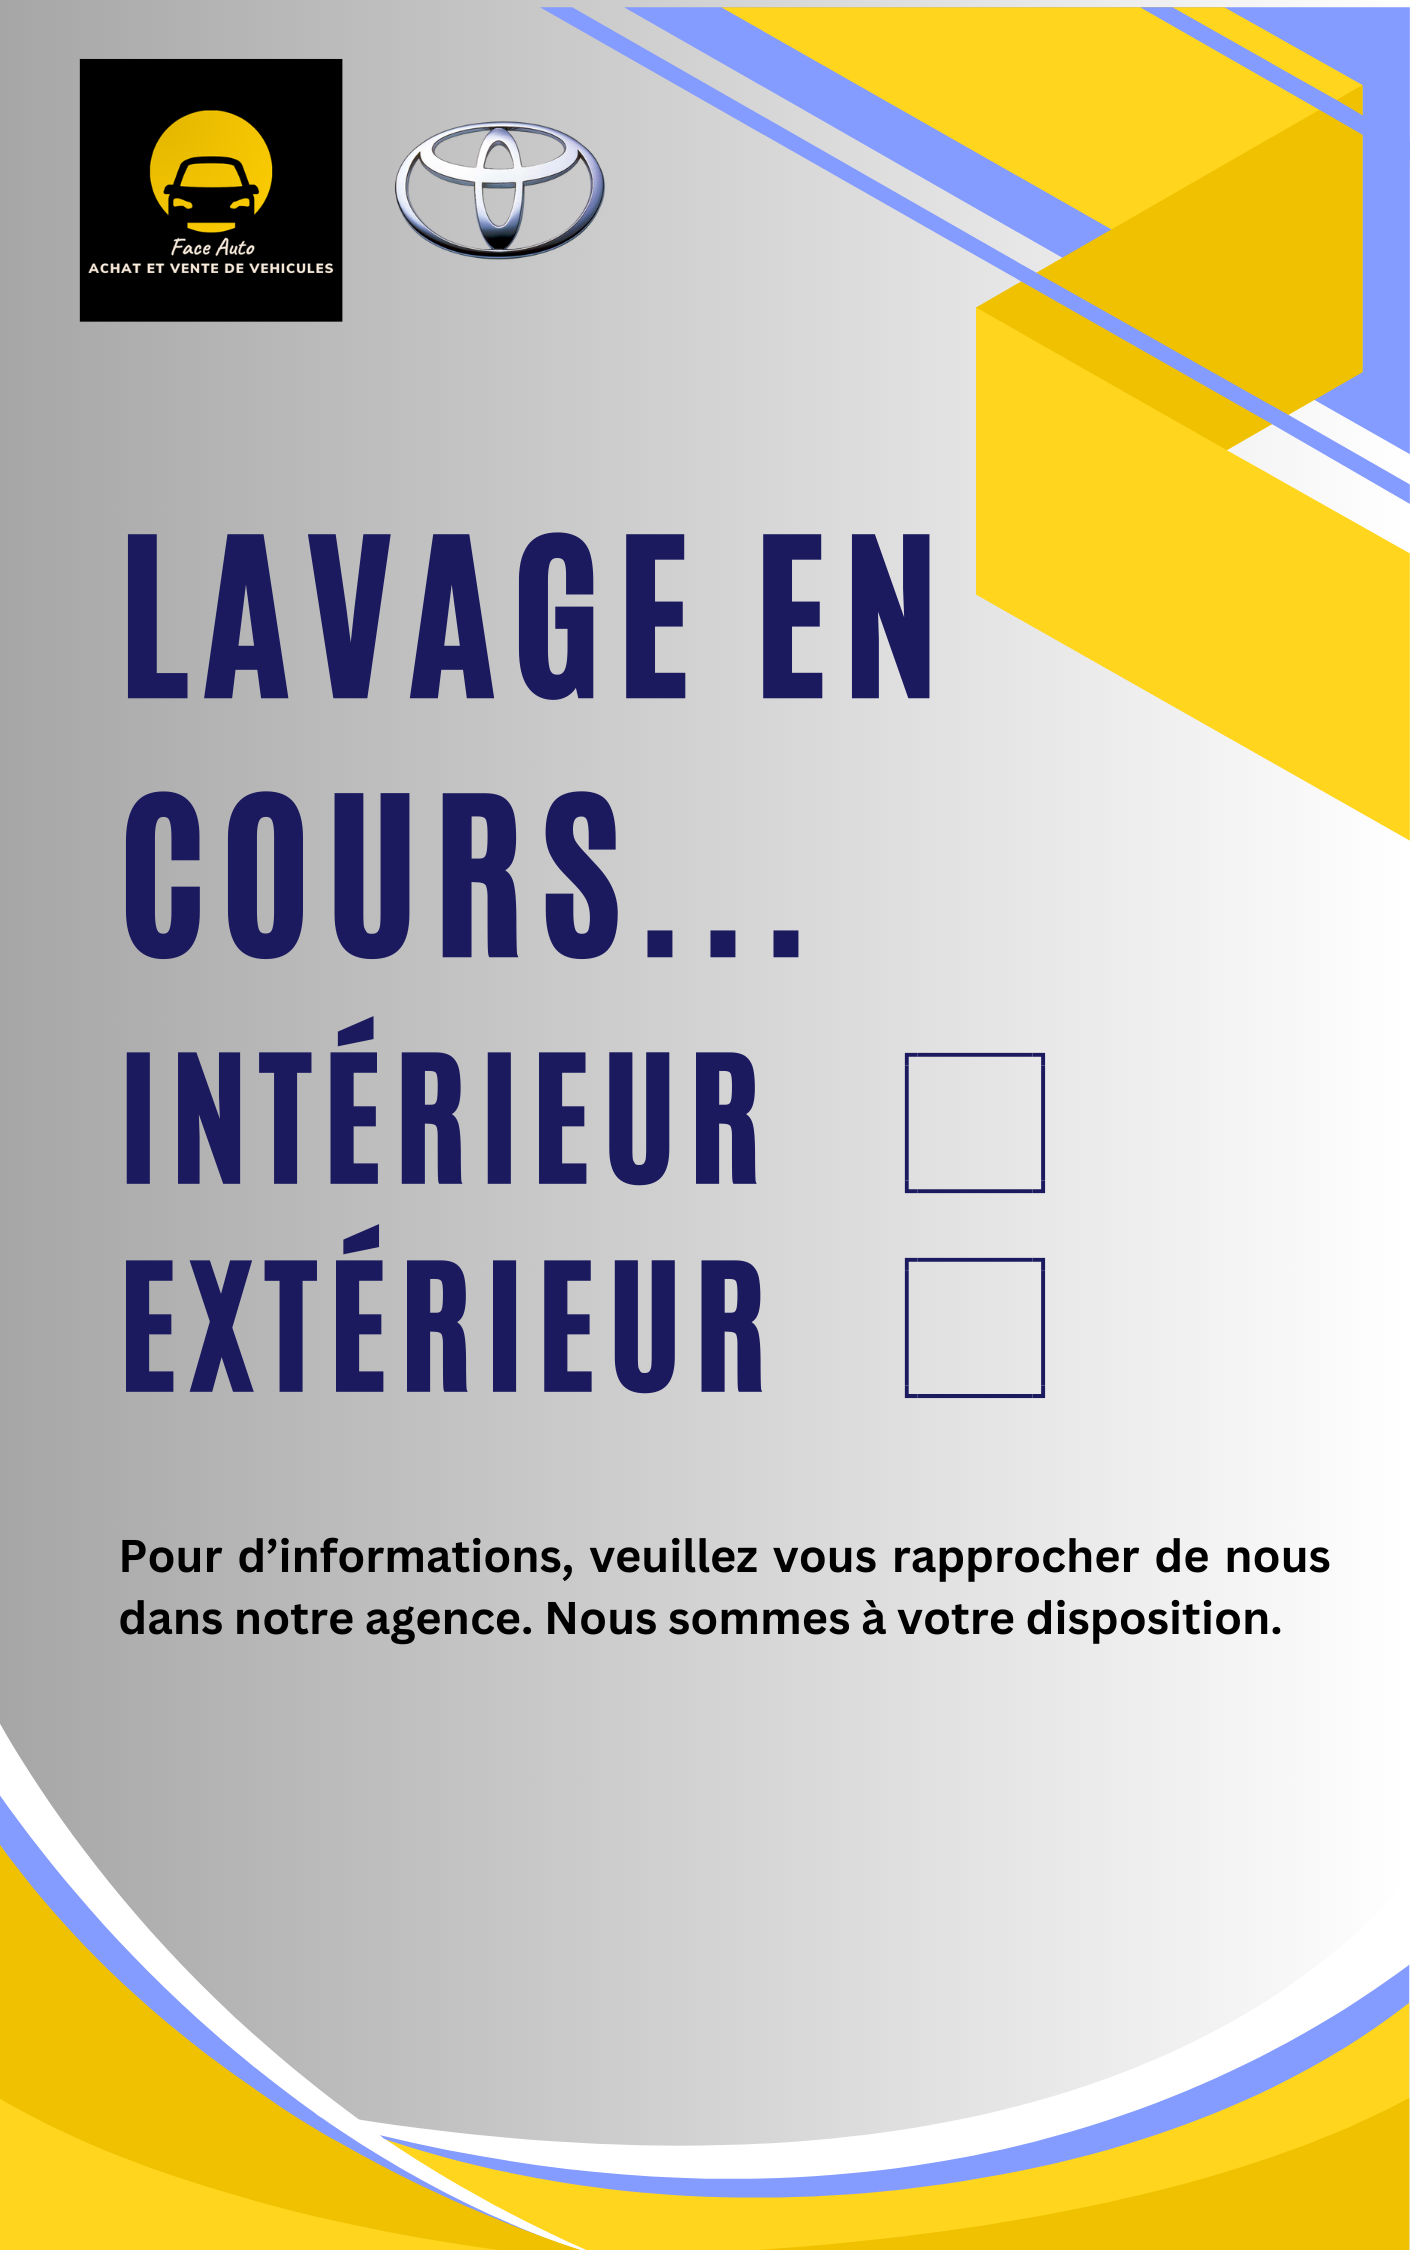 Face Auto
ACHAT ET VENTE DE VEHICULES
LAVAGE EN
COURS...
INTÉRIEUR
EXTÉRIEUR
Pour d’informations, veuillez vous rapprocher de nous
dans notre agence. Nous sommes à votre disposition.